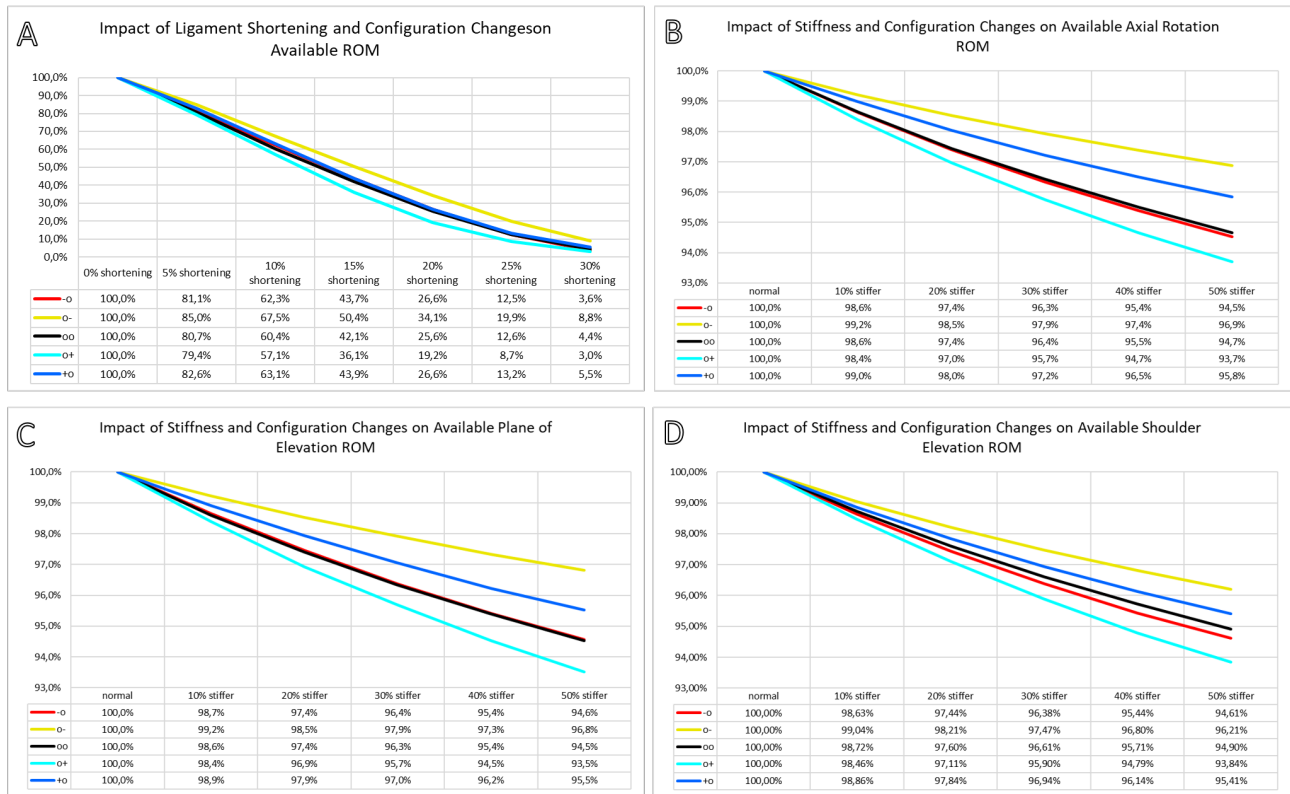 A
Impact of Ligament Shortening and Configuration Changeson
Available ROM
100,0%
90,0%
80,0%
70,0%
60,0%
50,0%
40,0%
30,0%
20,0%
10,0%
0,0%
0% shortening 5% shortening 10% shortening 15% shortening 20% shortening 25% shortening 30% shortening
-o 100,0% 81,1% 62,3% 43,7% 26,6% 12,5% 3,6%
o- 100,0% 85,0% 67,5% 50,4% 34,1% 19,9% 8,8%
oo 100,0% 80,7% 60,4% 42,1% 25,6% 12,6% 4,4%
o+ 100,0% 79,4% 57,1% 36,1% 19,2% 8,7% 3,0%
+o 100,0% 82,6% 63,1% 43,9% 26,6% 13,2% 5,5%
B
Impact of Stiffness and Configuration Changes on Available Axial Rotation
ROM
100,0%
99,0%
98,0%
97,0%
96,0%
95,0%
94,0%
93,0%
normal 10% stiffer 20% stiffer 30% stiffer 40% stiffer 50% stiffer
-o 100,0% 98,6% 97,4% 96,3% 95,4% 94,5%
o- 100,0% 99,2% 98,5% 97,9% 97,4% 96,9%
oo 100,0% 98,6% 97,4% 96,4% 95,5% 94,7%
o+ 100,0% 98,4% 97,0% 95,7% 94,7% 93,7%
+o 100,0% 99,0% 98,0% 97,2% 96,5% 95,8%
C
Impact of Stiffness and Configuration Changes on Available Plane of
Elevation ROM
100,0%
99,0%
98,0%
97,0%
96,0%
95,0%
94,0%
93,0%
normal 10% stiffer 20% stiffer 30% stiffer 40% stiffer 50% stiffer
-o 100,0% 98,7% 97,4% 96,4% 95,4% 94,6%
o- 100,0% 99,2% 98,5% 97,9% 97,3% 96,8%
oo 100,0% 98,6% 97,4% 96,3% 95,4% 94,5%
o+ 100,0% 98,4% 96,9% 95,7% 94,5% 93,5%
+o 100,0% 98,9% 97,9% 97,0% 96,2% 95,5%
D
Impact of Stiffness and Configuration Changes on Available Shoulder
Elevation ROM
100,00%
99,00%
98,00%
97,00%
96,00%
95,00%
94,00%
93,00%
normal 10% stiffer 20% stiffer 30% stiffer 40% stiffer 50% stiffer
-o 100,00% 98,63% 97,44% 96,38% 95,44% 94,61%
o- 100,00% 99,04% 98,21% 97,47% 96,80% 96,21%
oo 100,00% 98,72% 97,60% 96,61% 95,71% 94,90%
o+ 100,00% 98,46% 97,11% 95,90% 94,79% 93,84%
+o 100,00% 98,86% 97,84% 96,94% 96,14% 95,41%